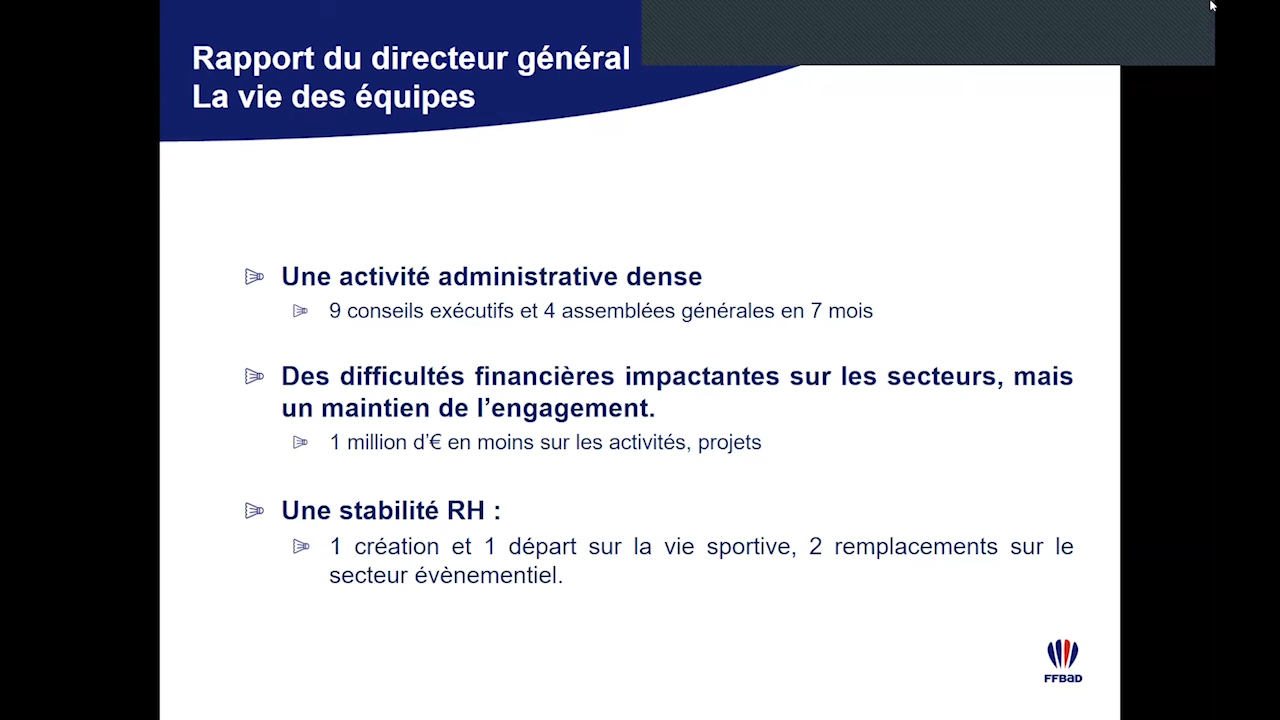 Rapport du directeur général
La vie des équipes
Une activité administrative dense
9 conseils exécutifs et 4 assemblées générales en 7 mois
Des difficultés financières impactantes sur les secteurs, mais
un maintien de l’engagement.
1 million d’€ en moins sur les activités, projets
Une stabilité RH :
1 création et 1 départ sur la vie sportive, 2 remplacements sur le
secteur évènementiel.
FFBaD